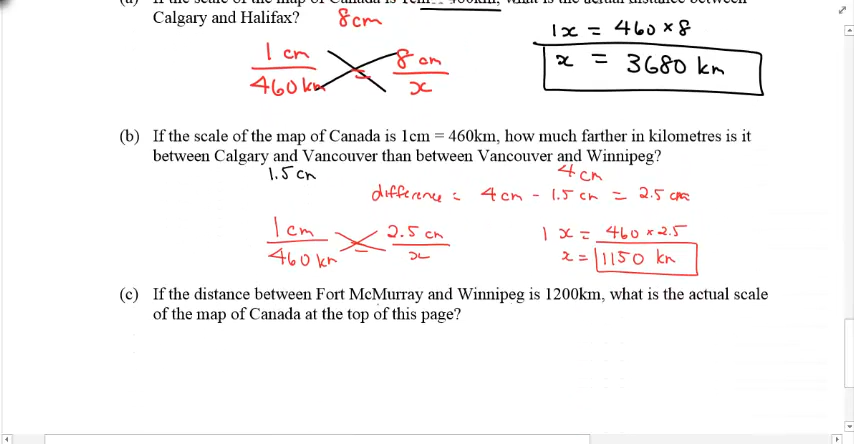 Calgary and Halifax? 8cm
1 cm / 460 km = 8 cm / x
1x = 460 × 8
x = 3680 km
(b) If the scale of the map of Canada is 1cm = 460km, how much farther in kilometres is it
between Calgary and Vancouver than between Vancouver and Winnipeg?
1.5 cm 4 cm
difference = 4 cm - 1.5 cm = 2.5 cm
1 cm / 460 km = 2.5 cm / x
1 x = 460 × 2.5
x = 1150 km
(c) If the distance between Fort McMurray and Winnipeg is 1200km, what is the actual scale
of the map of Canada at the top of this page?